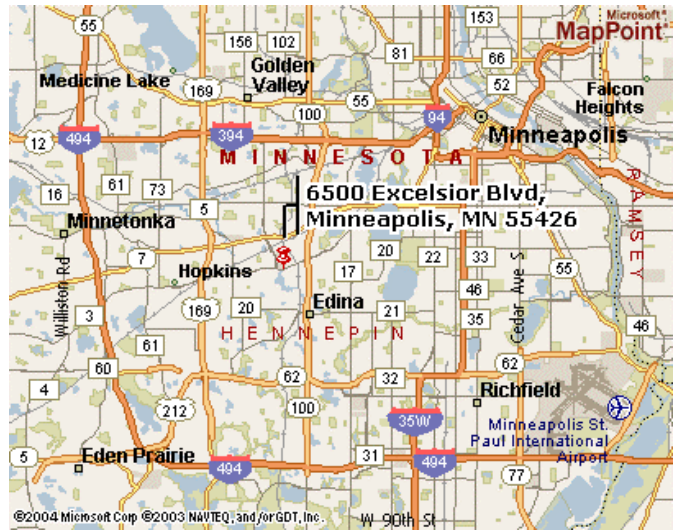 Microsoft®
MapPoint®
55
153
156
102
81
66
Golden
Valley
Medicine Lake
169
55
52
Falcon
Heights
100
94
12
494
394
Minneapolis
MINNESOTA
RAMSEY
16
61
73
5
6500 Excelsior Blvd,
Minneapolis, MN 55426
Minnetonka
7
Hopkins
17
20
22
33
55
Williston Rd
46
Cedar Ave S
3
169
20
Edina
21
35
46
HENNEPIN
61
60
62
32
62
4
212
100
Richfield
35W
Minneapolis St.
Paul International
Airport
5
Eden Prairie
494
31
494
77
©2004 Microsoft Corp ©2003 NAVTEQ, and/or GDT, Inc.
W 90th St